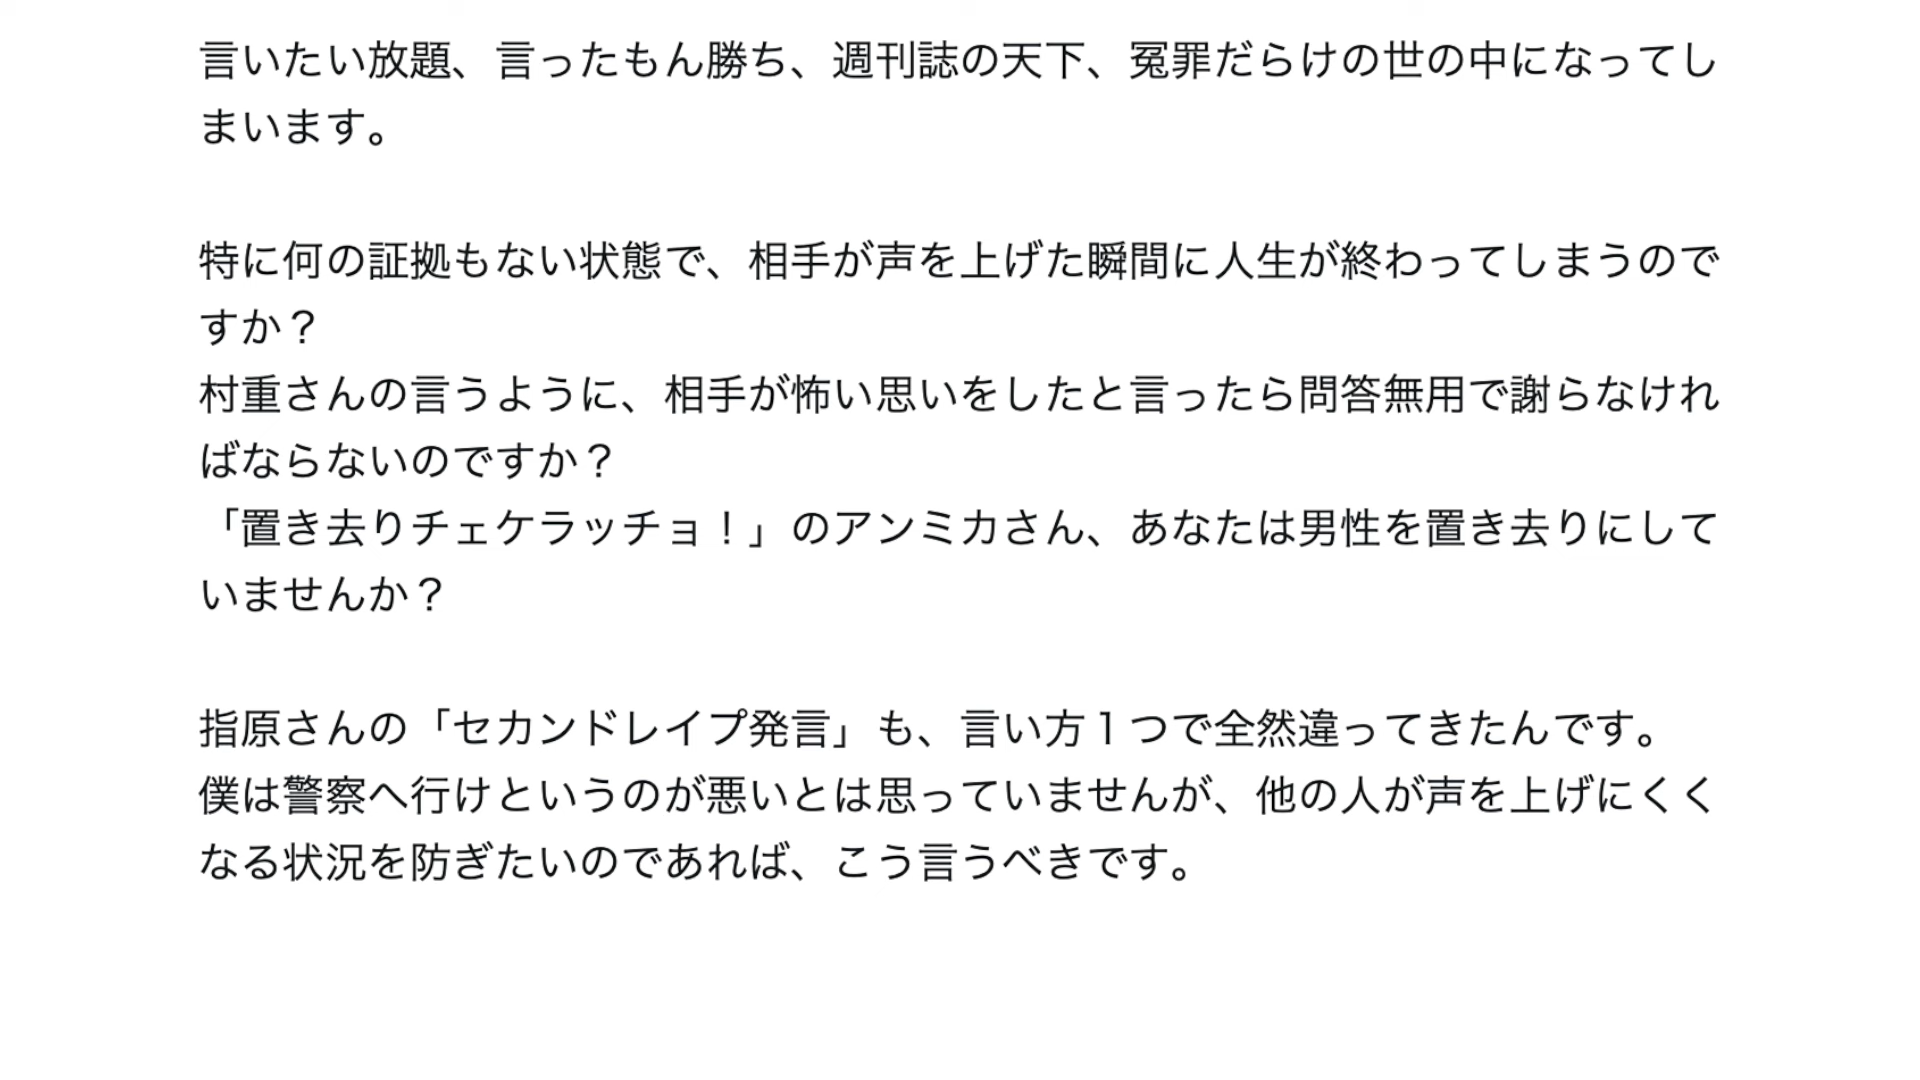 言いたい放題、言ったもん勝ち、週刊誌の天下、冤罪だらけの世の中になってし
まいます。
特に何の証拠もない状態で、相手が声を上げた瞬間に人生が終わってしまうので
すか？
村重さんの言うように、相手が怖い思いをしたと言ったら問答無用で謝らなけれ
ばならないのですか？
「置き去りチェケラッチョ！」のアンミカさん、あなたは男性を置き去りにして
いませんか？
指原さんの「セカンドレイプ発言」も、言い方１つで全然違ってきたんです。
僕は警察へ行けというのが悪いとは思っていませんが、他の人が声を上げにくく
なる状況を防ぎたいのであれば、こう言うべきです。